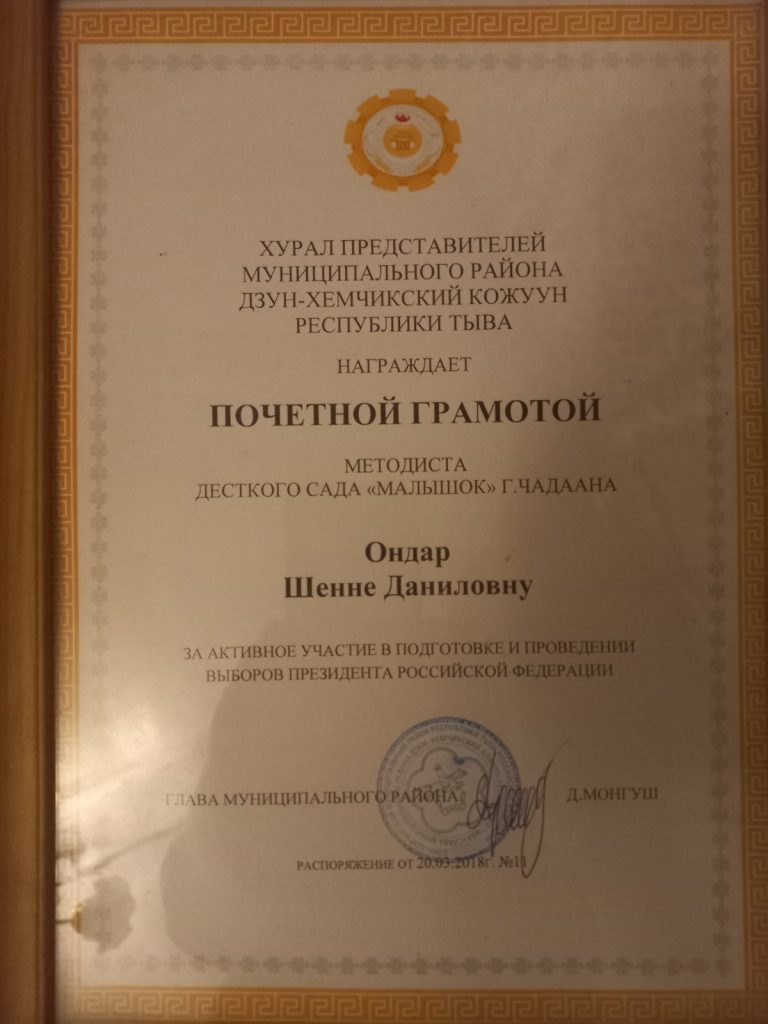 ХУРАЛ ПРЕДСТАВИТЕЛЕЙ
МУНИЦИПАЛЬНОГО РАЙОНА
ДЗУН-ХЕМЧИКСКИЙ КОЖУУН
РЕСПУБЛИКИ ТЫВА
НАГРАЖДАЕТ
ПОЧЕТНОЙ ГРАМОТОЙ
МЕТОДИСТА
ДЕСТКОГО САДА «МАЛЫШОК» Г.ЧАДААНА
Ондар
Шенне Даниловну
ЗА АКТИВНОЕ УЧАСТИЕ В ПОДГОТОВКЕ И ПРОВЕДЕНИИ
ВЫБОРОВ ПРЕЗИДЕНТА РОССИЙСКОЙ ФЕДЕРАЦИИ
ГЛАВА МУНИЦИПАЛЬНОГО РАЙОНА Д.МОНГУШ
РАСПОРЯЖЕНИЕ ОТ 20.03.2018г. №11